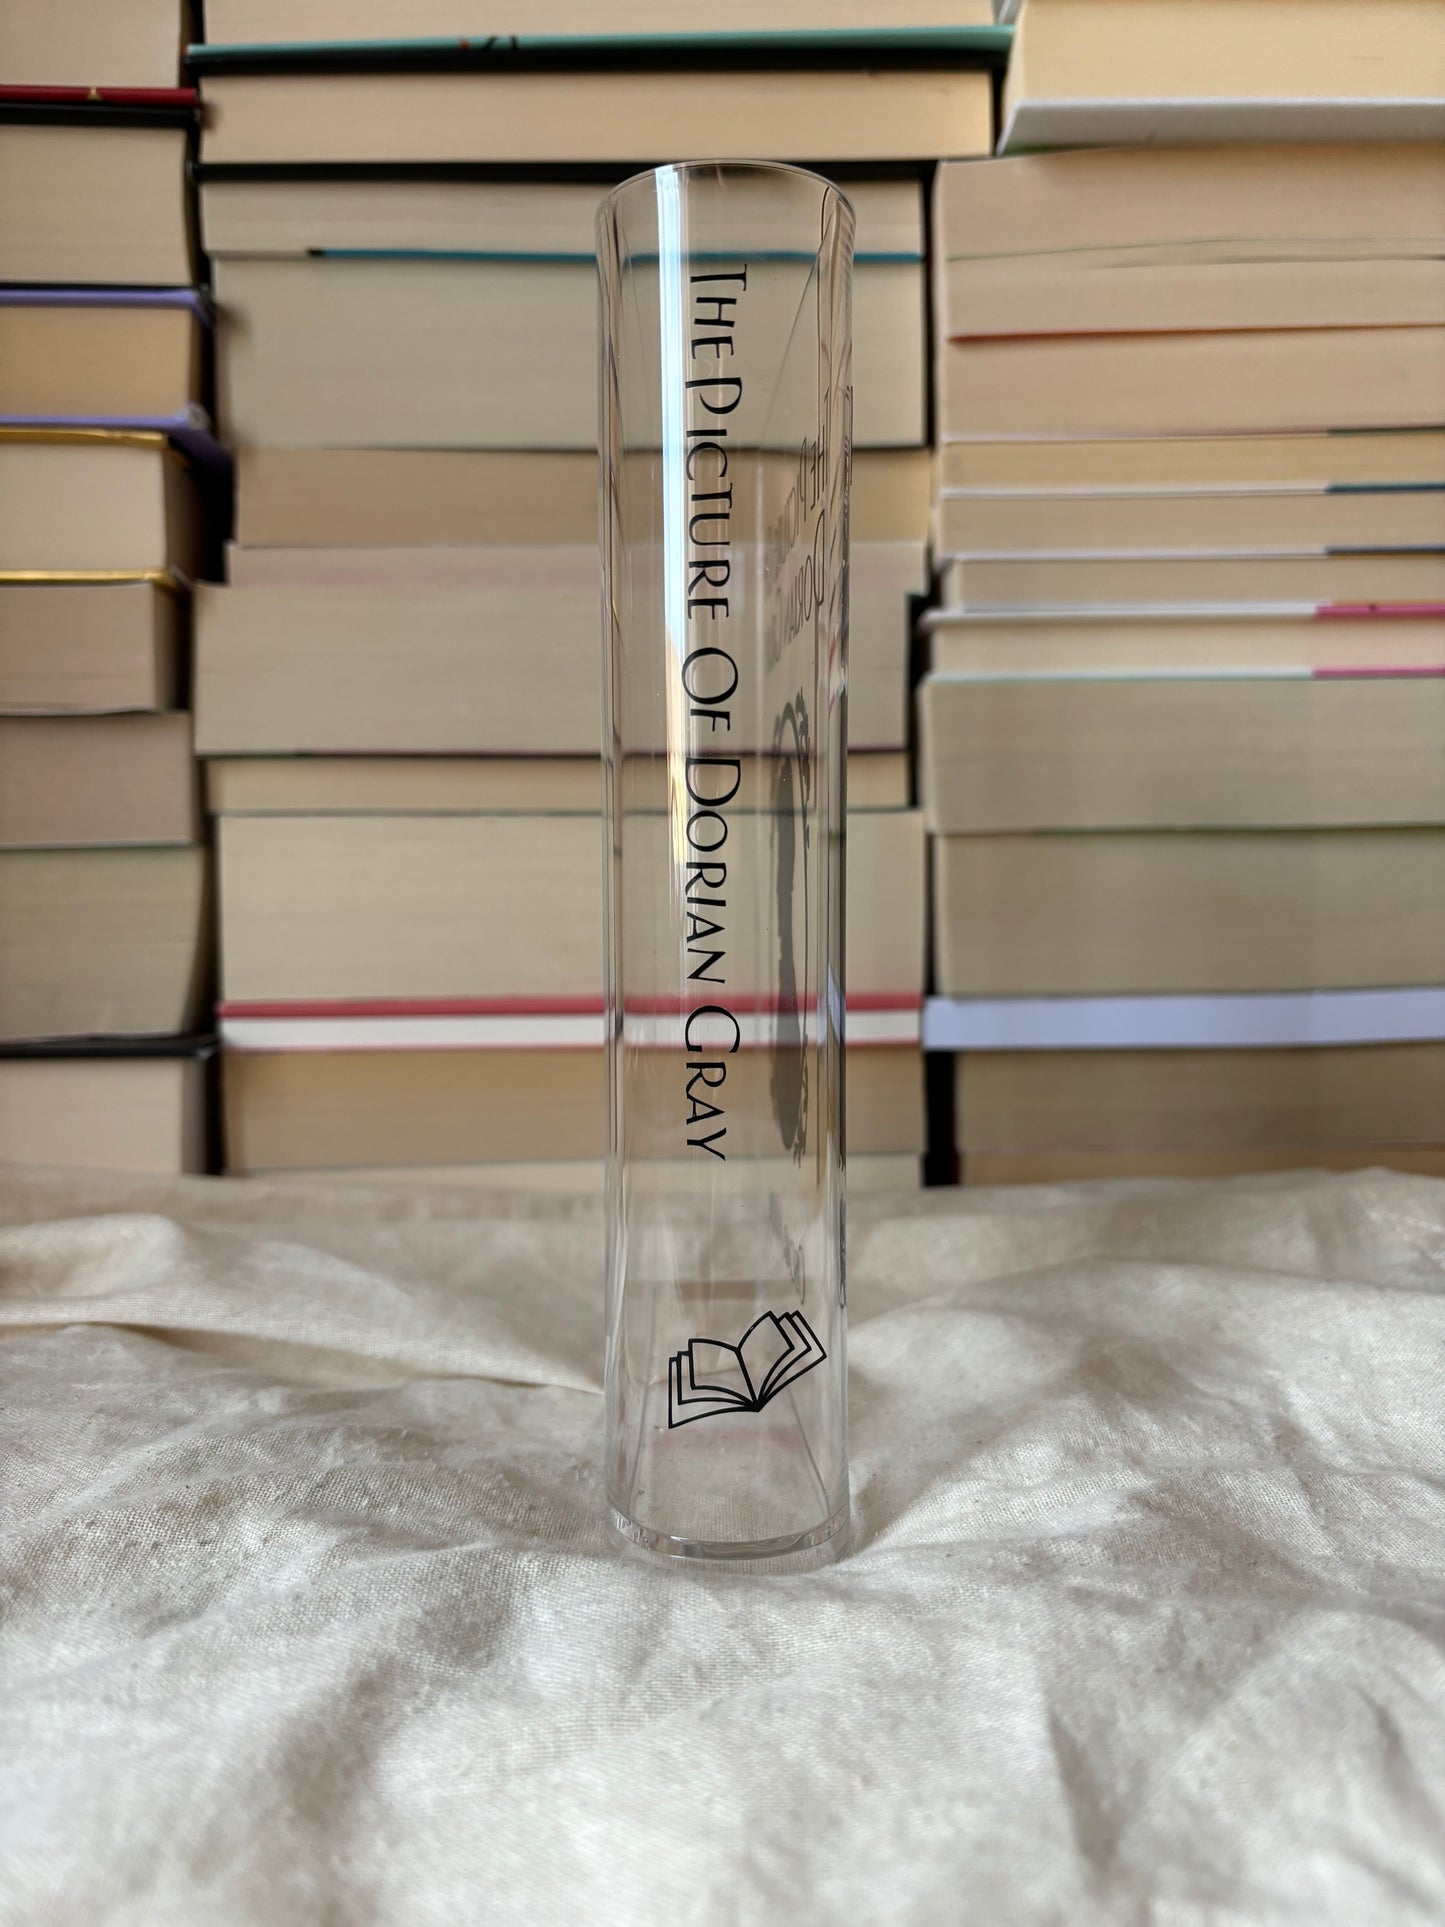 The Picture Of Dorian Gray